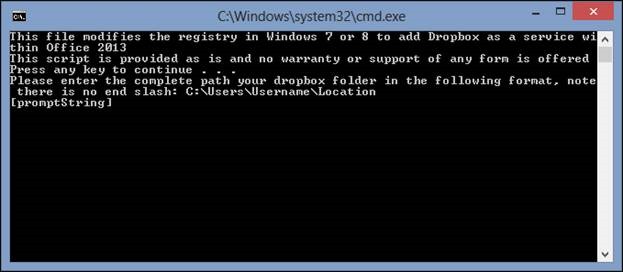 C:\Windows\system32\cmd.exe
This file modifies the registry in Windows 7 or 8 to add Dropbox as a service wi
thin Office 2013
This script is provided as is and no warranty or support of any form is offered
Press any key to continue . . .
Please enter the complete path your dropbox folder in the following format, note
 there is no end slash: C:\Users\Username\Location
[promptString]